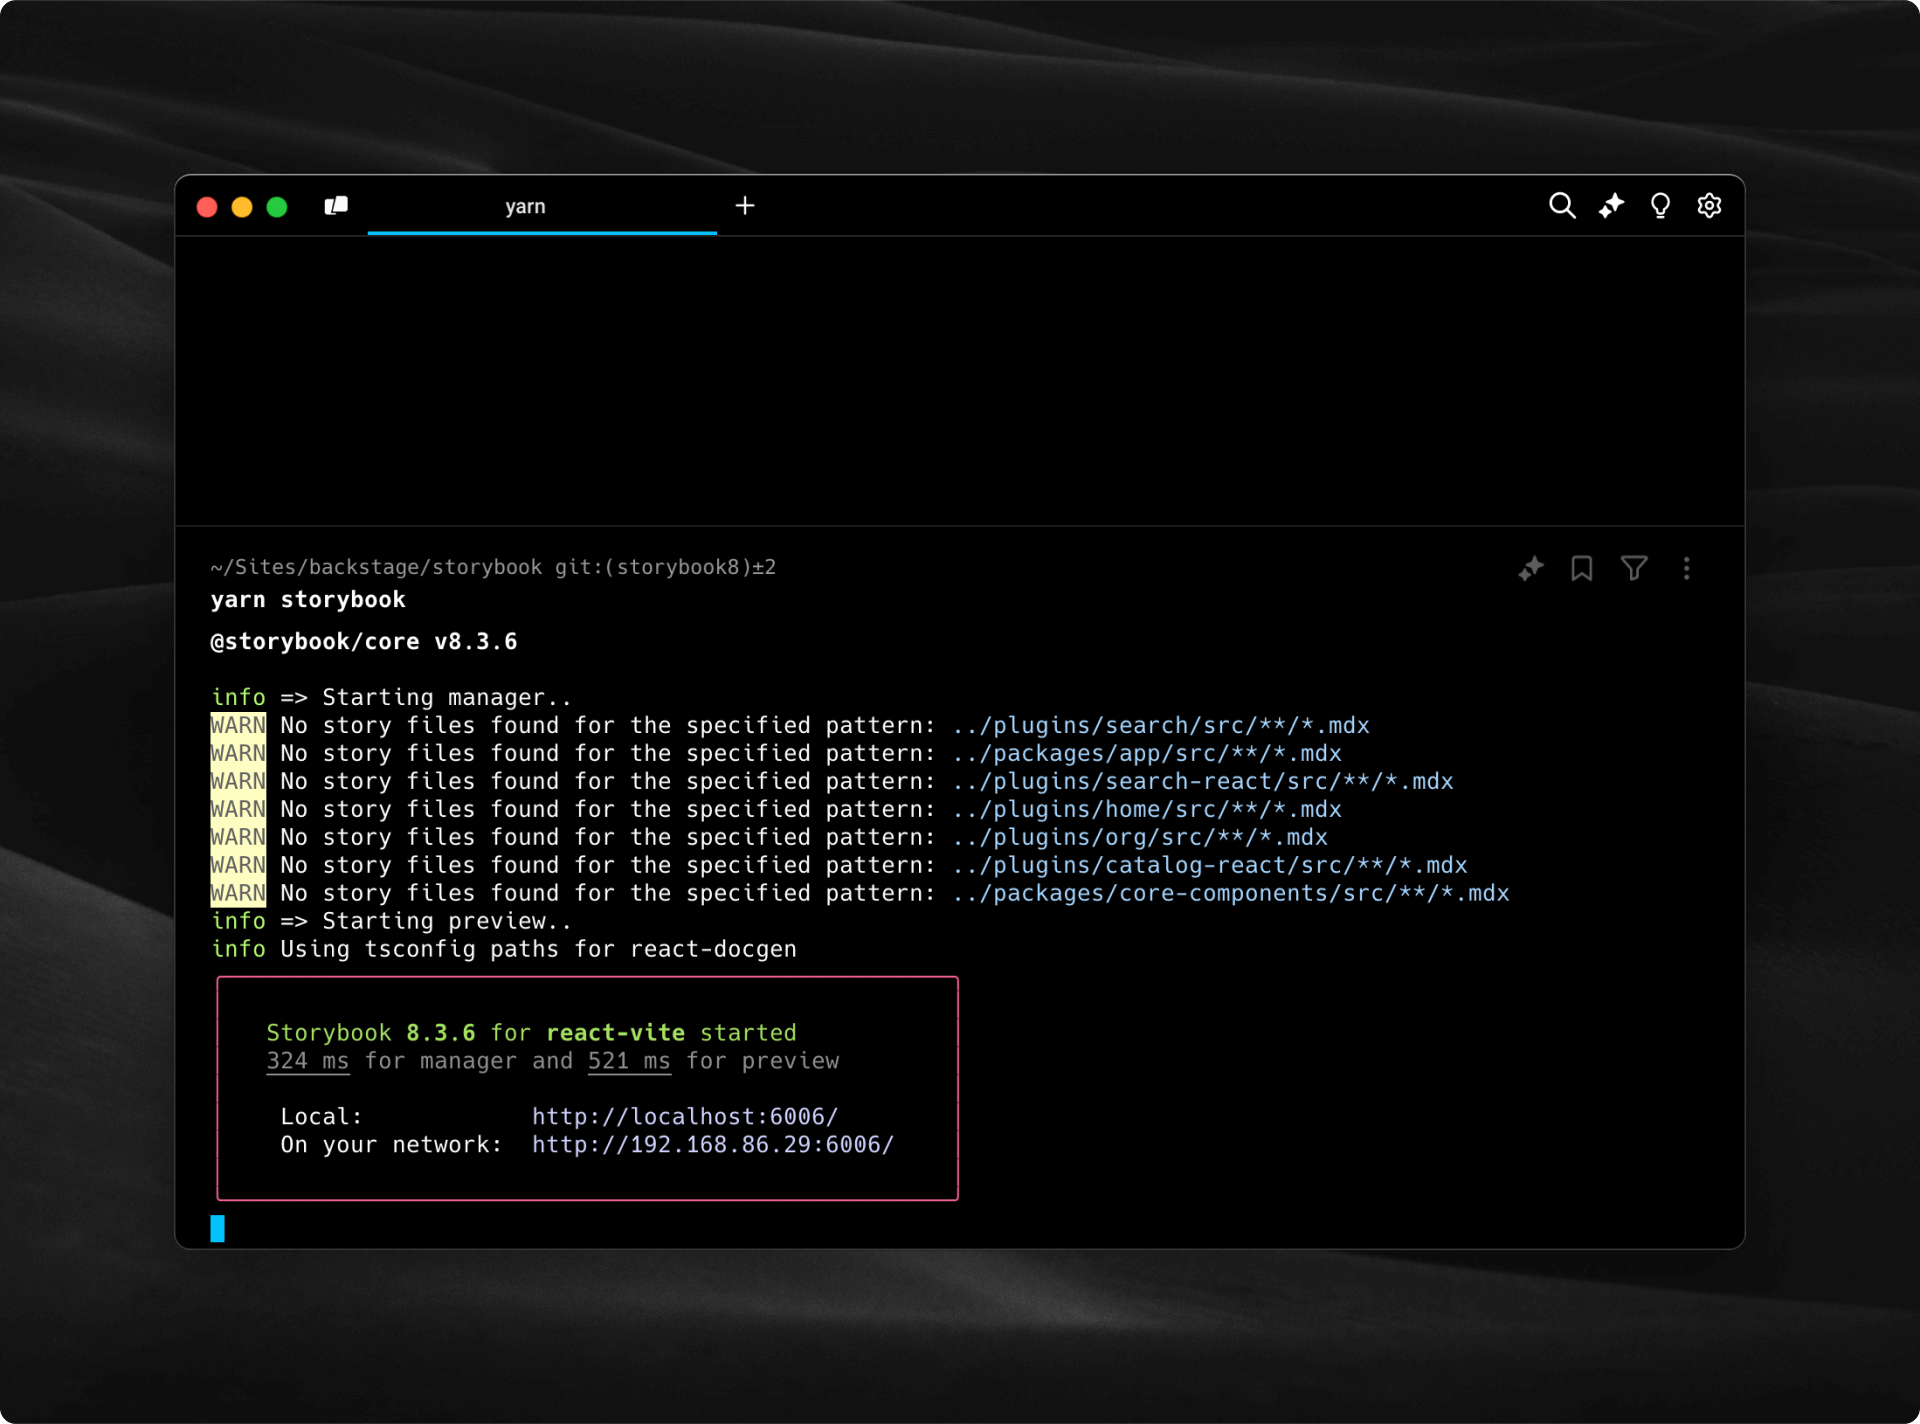 yarn
~/Sites/backstage/storybook git:(storybook8)±2
yarn storybook
@storybook/core v8.3.6
info => Starting manager..
WARN No story files found for the specified pattern: ../plugins/search/src/**/*.mdx
WARN No story files found for the specified pattern: ../packages/app/src/**/*.mdx
WARN No story files found for the specified pattern: ../plugins/search-react/src/**/*.mdx
WARN No story files found for the specified pattern: ../plugins/home/src/**/*.mdx
WARN No story files found for the specified pattern: ../plugins/org/src/**/*.mdx
WARN No story files found for the specified pattern: ../plugins/catalog-react/src/**/*.mdx
WARN No story files found for the specified pattern: ../packages/core-components/src/**/*.mdx
info => Starting preview..
info Using tsconfig paths for react-docgen
Storybook 8.3.6 for react-vite started
324 ms for manager and 521 ms for preview
Local: http://localhost:6006/
On your network: http://192.168.86.29:6006/